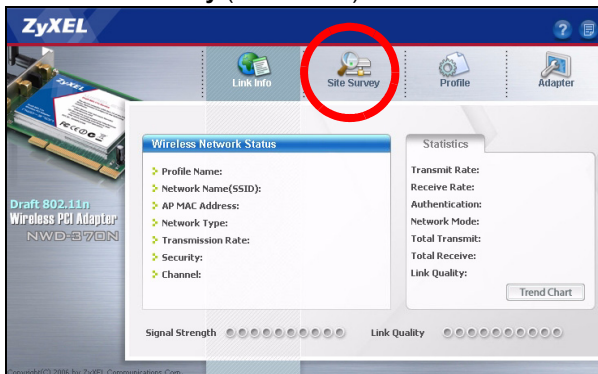 ZyXEL
Link Info
Site Survey
Profile
Adapter
ZyXEL
Wireless Network Status
Profile Name:
Network Name(SSID):
AP MAC Address:
Network Type:
Transmission Rate:
Security:
Channel:
Statistics
Transmit Rate:
Receive Rate:
Authentication:
Network Mode:
Total Transmit:
Total Receive:
Link Quality:
Trend Chart
Draft 802.11n
Wireless PCI Adapter
NWD-370N
Signal Strength
Link Quality